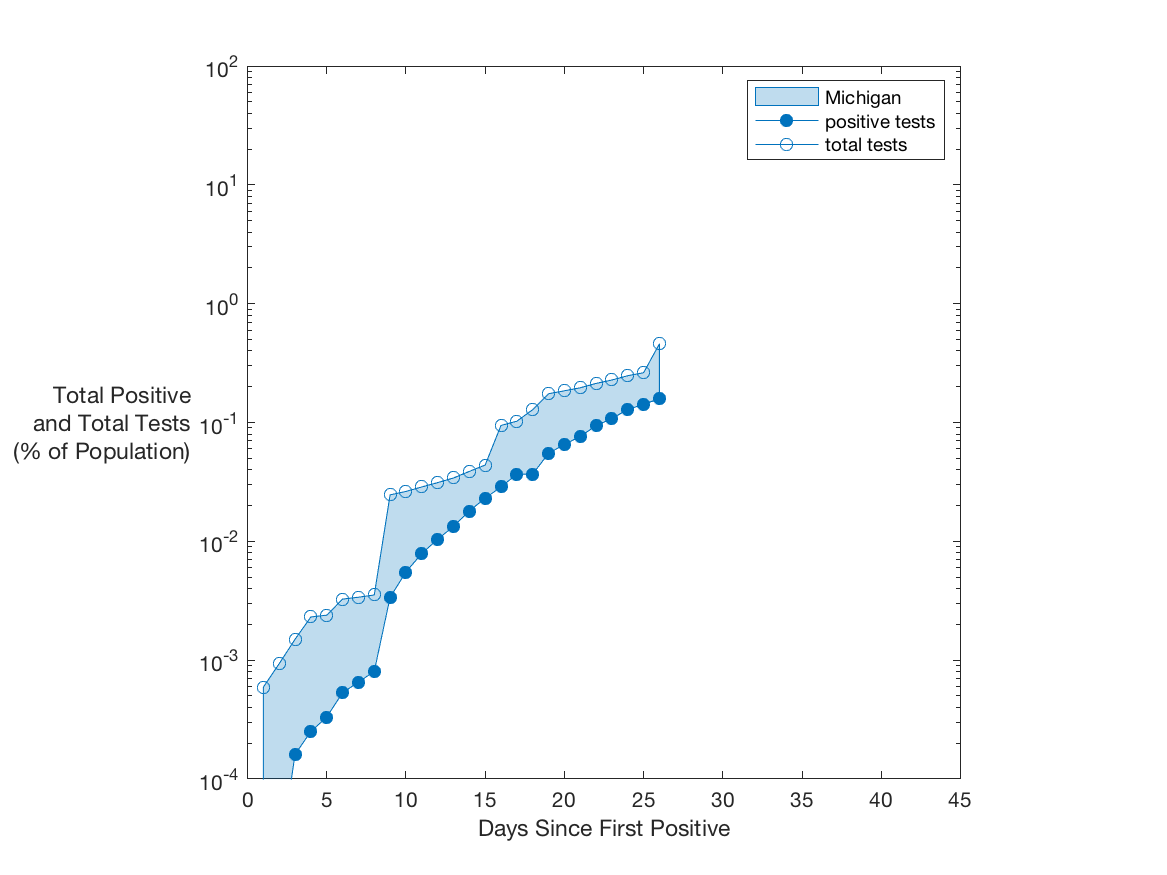 10^2
Michigan
positive tests
total tests
10^1
10^0
Total Positive
and Total Tests
(% of Population)
10^-1
10^-2
10^-3
10^-4
0 5 10 15 20 25 30 35 40 45
Days Since First Positive